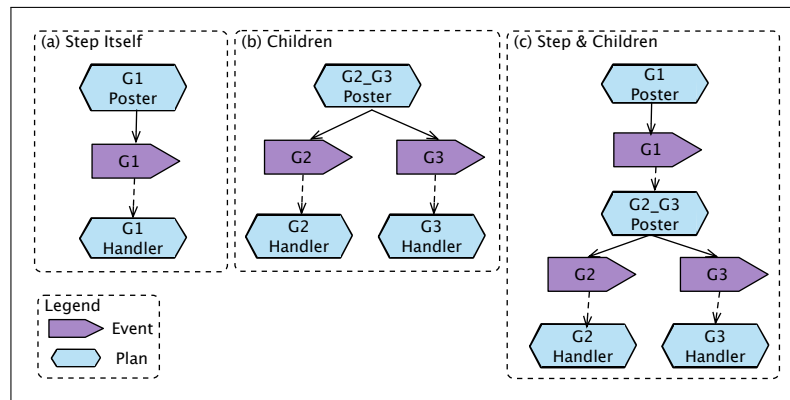 (a) Step Itself
G1
Poster
G1
G1
Handler
(b) Children
G2_G3
Poster
G2
G3
G2
Handler
G3
Handler
(c) Step & Children
G1
Poster
G1
G2_G3
Poster
G2
G3
G2
Handler
G3
Handler
Legend
Event
Plan